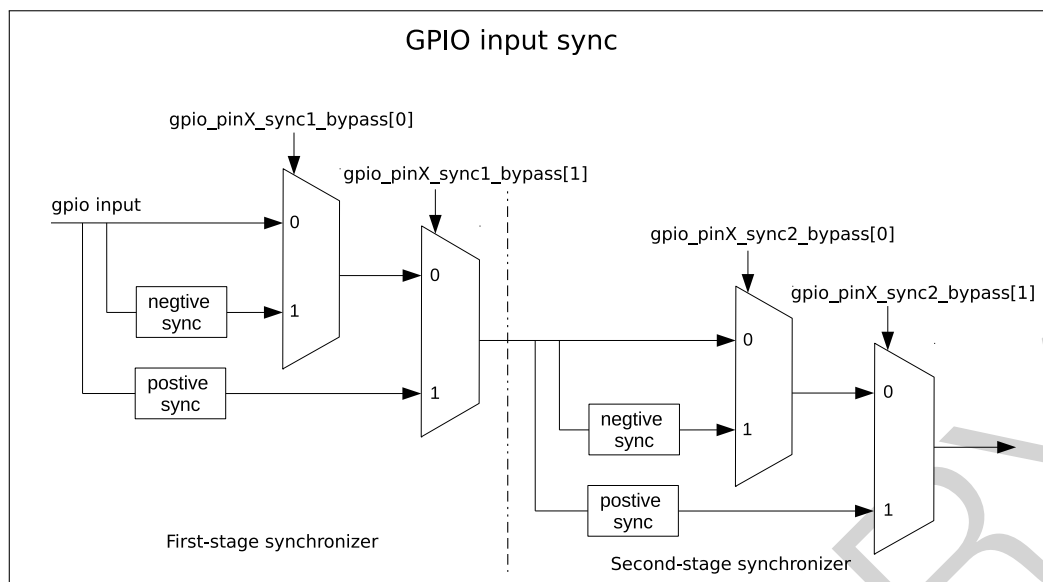 GPIO input sync
gpio_pinX_sync1_bypass[0]
gpio_pinX_sync1_bypass[1]
gpio input
0
1
negtive
sync
postive
sync
0
1
First-stage synchronizer
gpio_pinX_sync2_bypass[0]
gpio_pinX_sync2_bypass[1]
0
1
negtive
sync
postive
sync
0
1
Second-stage synchronizer